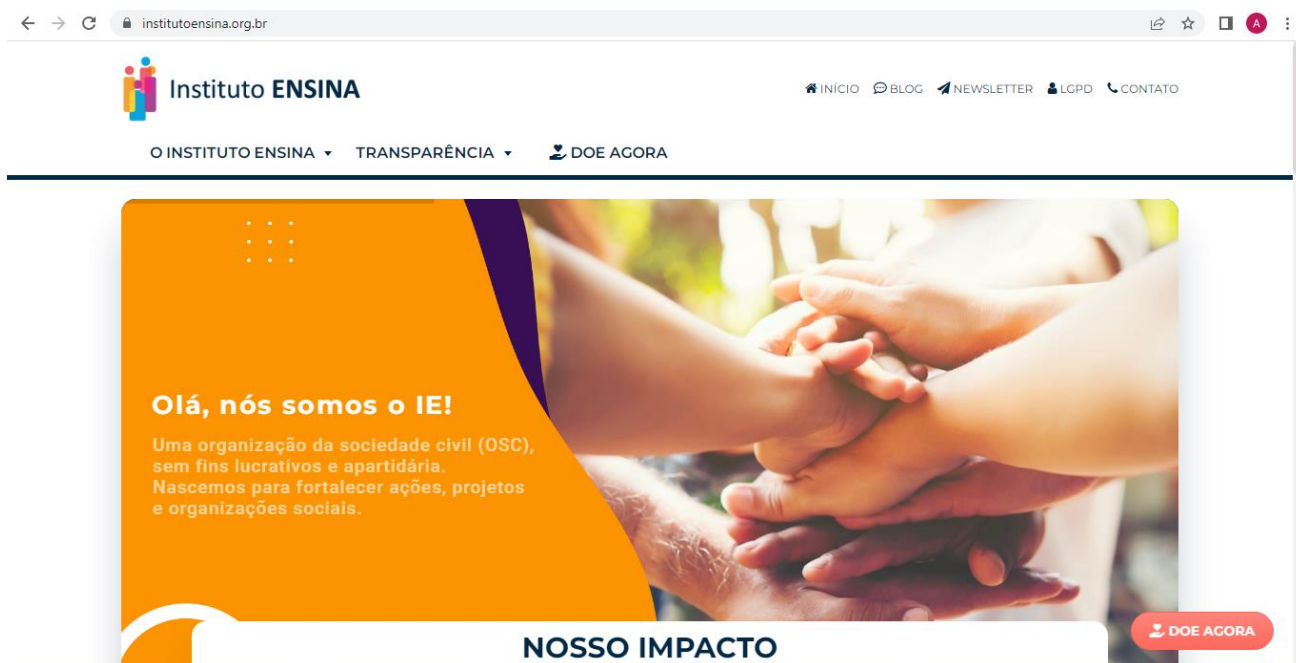 institutoensina.org.br
A
Instituto ENSINA
INÍCIO BLOG NEWSLETTER LGPD CONTATO
O INSTITUTO ENSINA TRANSPARÊNCIA DOE AGORA
Olá, nós somos o IE!
Uma organização da sociedade civil (OSC),
sem fins lucrativos e apartidária.
Nascemos para fortalecer ações, projetos
e organizações sociais.
NOSSO IMPACTO
DOE AGORA